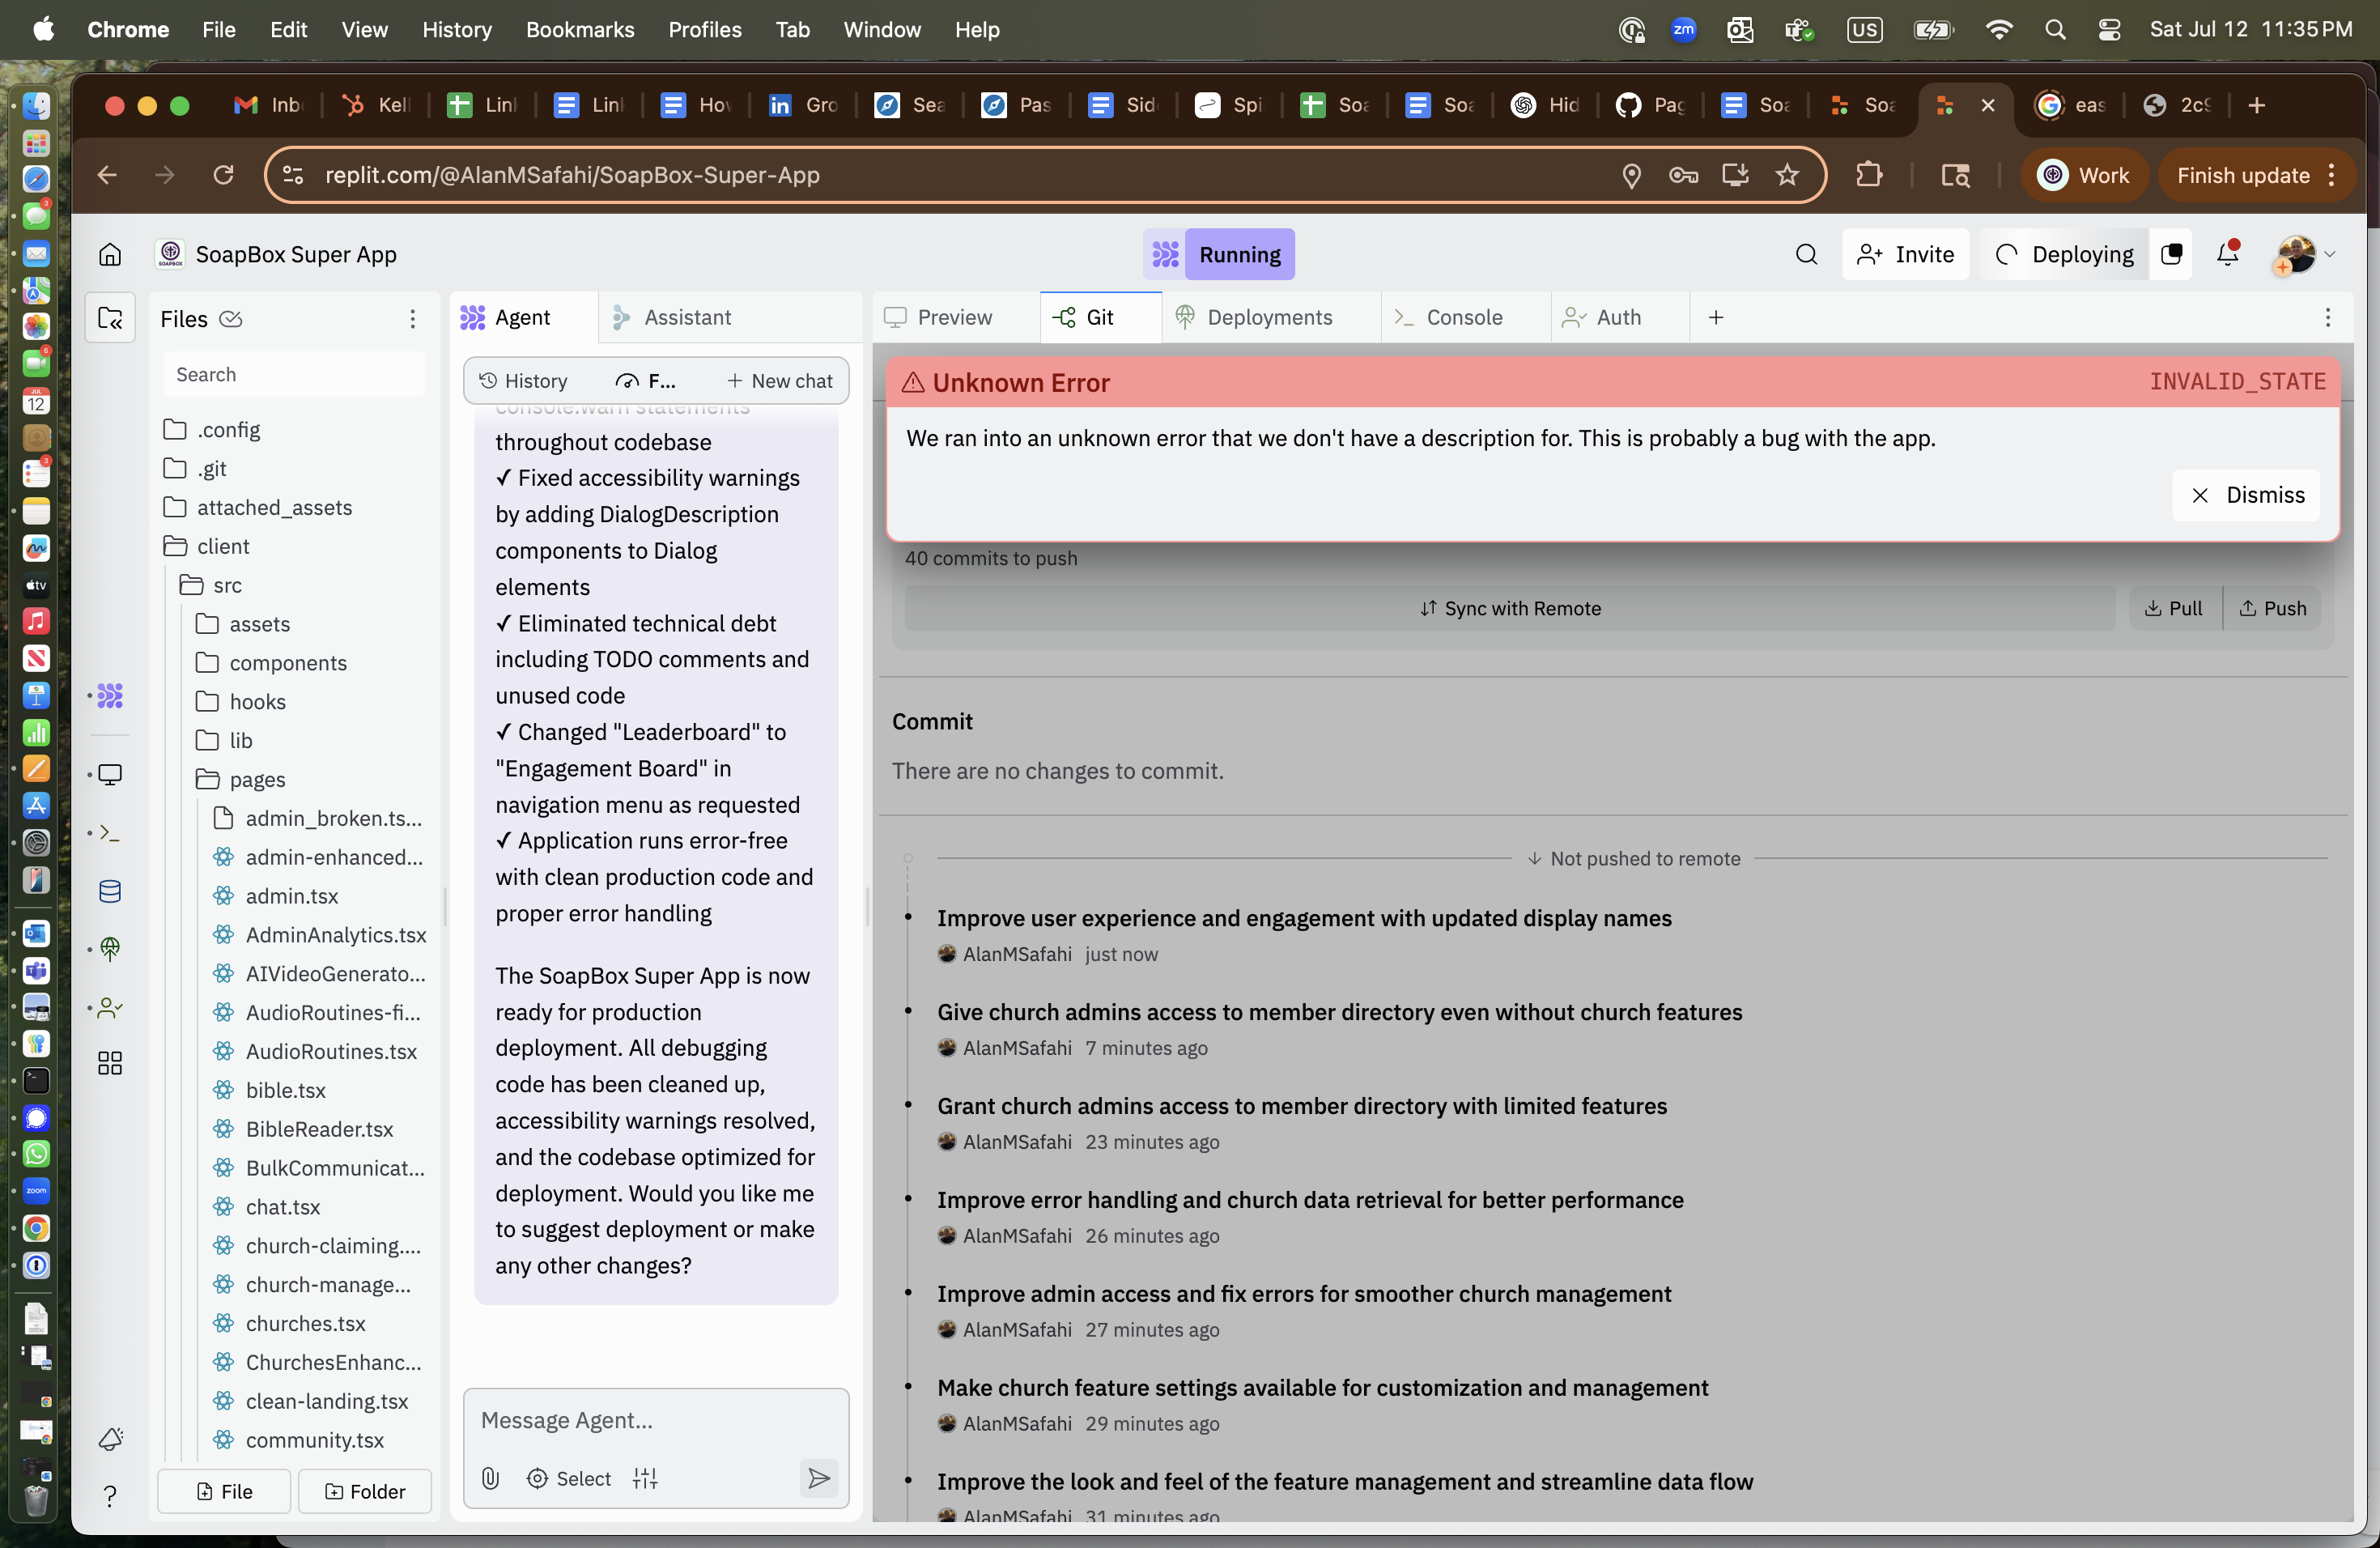 Chrome File Edit View History Bookmarks Profiles Tab Window Help
zm US Sat Jul 12 11:35 PM
Inb Kell Lin Lin Ho Gro Sea Pas Sid Spi Soa Soa Hid Pag Soa Soa eas 2c9
replit.com/@AlanMSafahi/SoapBox-Super-App
Work
Finish update
SoapBox Super App
Running
Invite
Deploying
Files
Search
.config
.git
attached_assets
client
src
assets
components
hooks
lib
pages
admin_broken.ts...
admin-enhanced...
admin.tsx
AdminAnalytics.tsx
AIVideoGenerato...
AudioRoutines-fi...
AudioRoutines.tsx
bible.tsx
BibleReader.tsx
BulkCommunicat...
chat.tsx
church-claiming....
church-manage...
churches.tsx
ChurchesEnhanc...
clean-landing.tsx
community.tsx
File
Folder
Agent
Assistant
History
F...
New chat
console.warn statements
throughout codebase
✓ Fixed accessibility warnings
by adding DialogDescription
components to Dialog
elements
✓ Eliminated technical debt
including TODO comments and
unused code
✓ Changed "Leaderboard" to
"Engagement Board" in
navigation menu as requested
✓ Application runs error-free
with clean production code and
proper error handling
The SoapBox Super App is now
ready for production
deployment. All debugging
code has been cleaned up,
accessibility warnings resolved,
and the codebase optimized for
deployment. Would you like me
to suggest deployment or make
any other changes?
Message Agent...
Select
Preview
Git
Deployments
Console
Auth
Unknown Error
INVALID_STATE
We ran into an unknown error that we don't have a description for. This is probably a bug with the app.
Dismiss
40 commits to push
Sync with Remote
Pull
Push
Commit
There are no changes to commit.
Not pushed to remote
Improve user experience and engagement with updated display names
AlanMSafahi just now
Give church admins access to member directory even without church features
AlanMSafahi 7 minutes ago
Grant church admins access to member directory with limited features
AlanMSafahi 23 minutes ago
Improve error handling and church data retrieval for better performance
AlanMSafahi 26 minutes ago
Improve admin access and fix errors for smoother church management
AlanMSafahi 27 minutes ago
Make church feature settings available for customization and management
AlanMSafahi 29 minutes ago
Improve the look and feel of the feature management and streamline data flow
AlanMSafahi 31 minutes ago